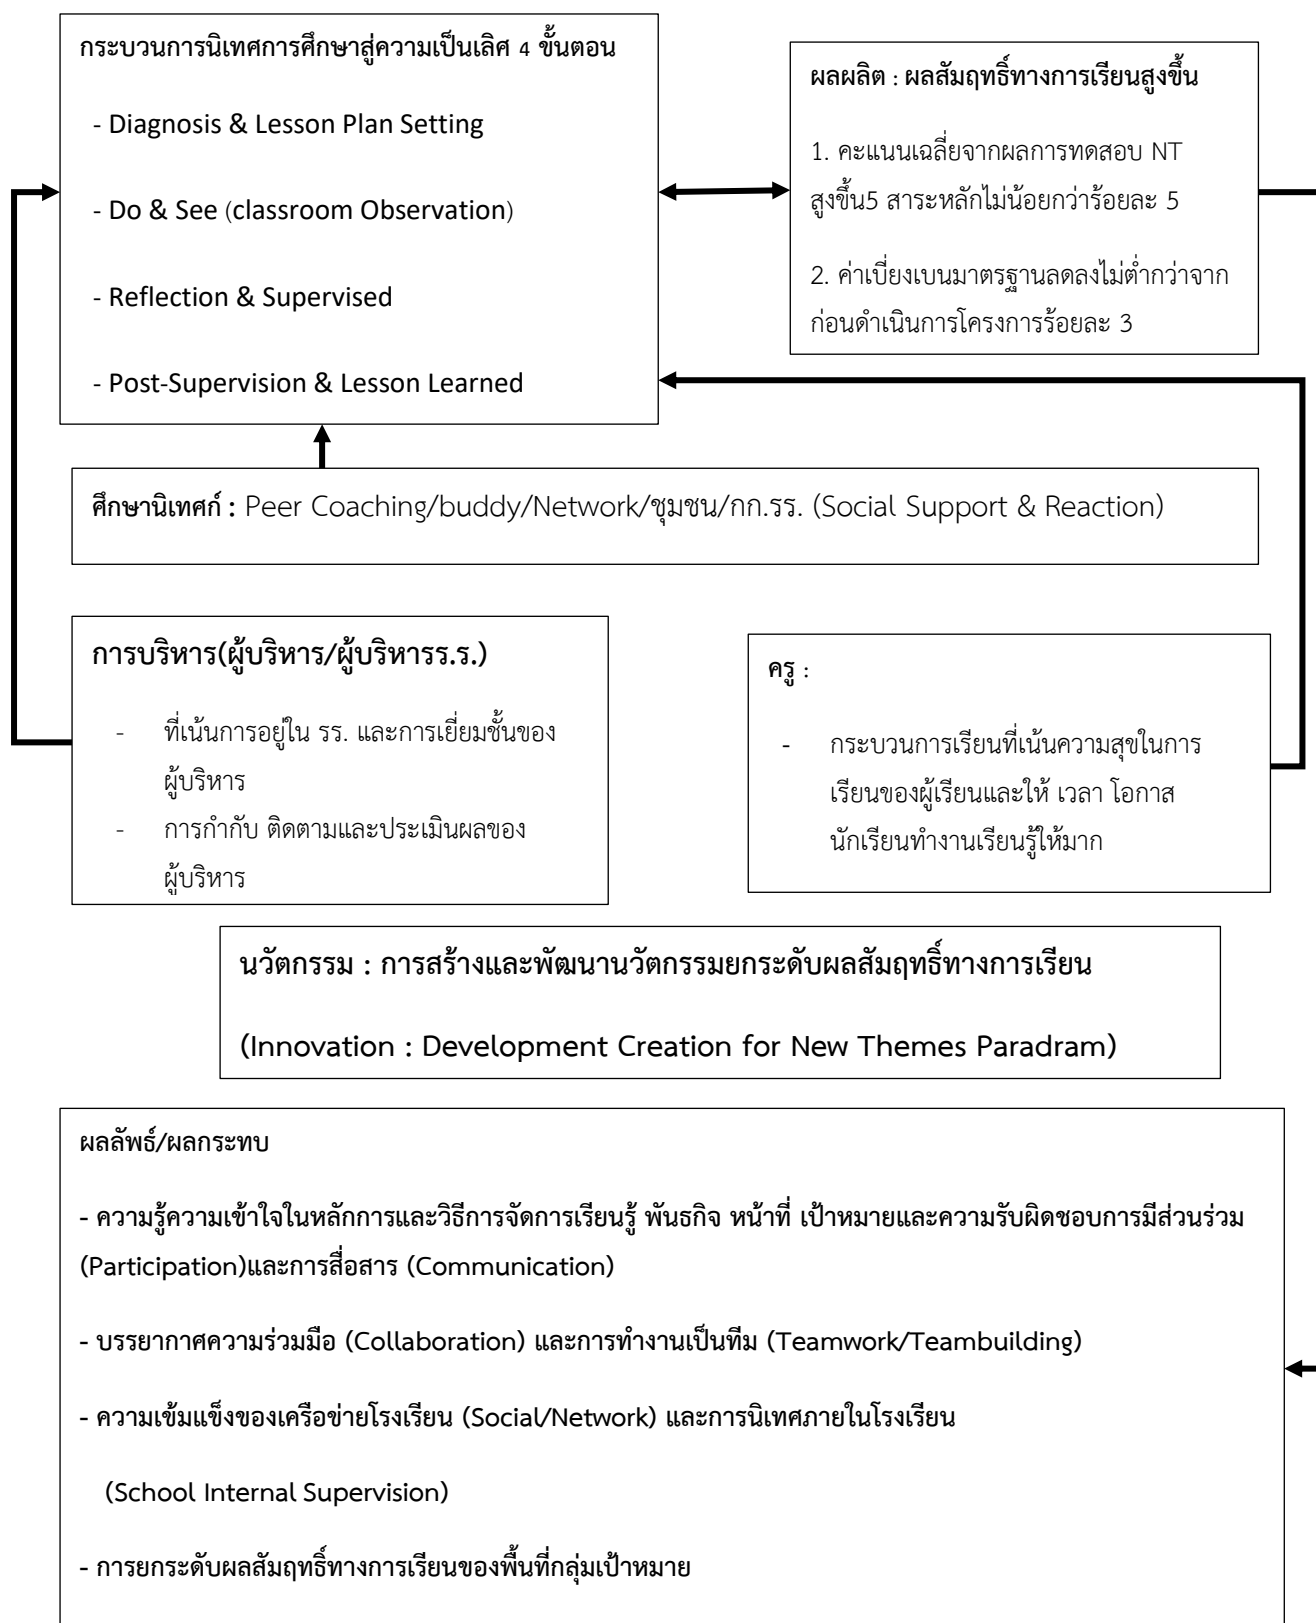 กระบวนการนิเทศการศึกษาสู่ความเป็นเลิศ 4 ขั้นตอน
- Diagnosis & Lesson Plan Setting
- Do & See (classroom Observation)
- Reflection & Supervised
- Post-Supervision & Lesson Learned
ผลผลิต : ผลสัมฤทธิ์ทางการเรียนสูงขึ้น
1. คะแนนเฉลี่ยจากผลการทดสอบ NT
สูงขึ้น5 สาระหลักไม่น้อยกว่าร้อยละ 5
2. ค่าเบี่ยงเบนมาตรฐานลดลงไม่ต่ำกว่าจาก
ก่อนดำเนินการโครงการร้อยละ 3
ศึกษานิเทศก์ : Peer Coaching/buddy/Network/ชุมชน/กก.รร. (Social Support & Reaction)
การบริหาร(ผู้บริหาร/ผู้บริหารร.ร.)
- ที่เน้นการอยู่ใน รร. และการเยี่ยมชั้นของ
ผู้บริหาร
- การกำกับ ติดตามและประเมินผลของ
ผู้บริหาร
ครู :
- กระบวนการเรียนที่เน้นความสุขในการ
เรียนของผู้เรียนและให้ เวลา โอกาส
นักเรียนทำงานเรียนรู้ให้มาก
นวัตกรรม : การสร้างและพัฒนานวัตกรรมยกระดับผลสัมฤทธิ์ทางการเรียน
(Innovation : Development Creation for New Themes Paradram)
ผลลัพธ์/ผลกระทบ
- ความรู้ความเข้าใจในหลักการและวิธีการจัดการเรียนรู้ พันธกิจ หน้าที่ เป้าหมายและความรับผิดชอบการมีส่วนร่วม
(Participation)และการสื่อสาร (Communication)
- บรรยากาศความร่วมมือ (Collaboration) และการทำงานเป็นทีม (Teamwork/Teambuilding)
- ความเข้มแข็งของเครือข่ายโรงเรียน (Social/Network) และการนิเทศภายในโรงเรียน
(School Internal Supervision)
- การยกระดับผลสัมฤทธิ์ทางการเรียนของพื้นที่กลุ่มเป้าหมาย